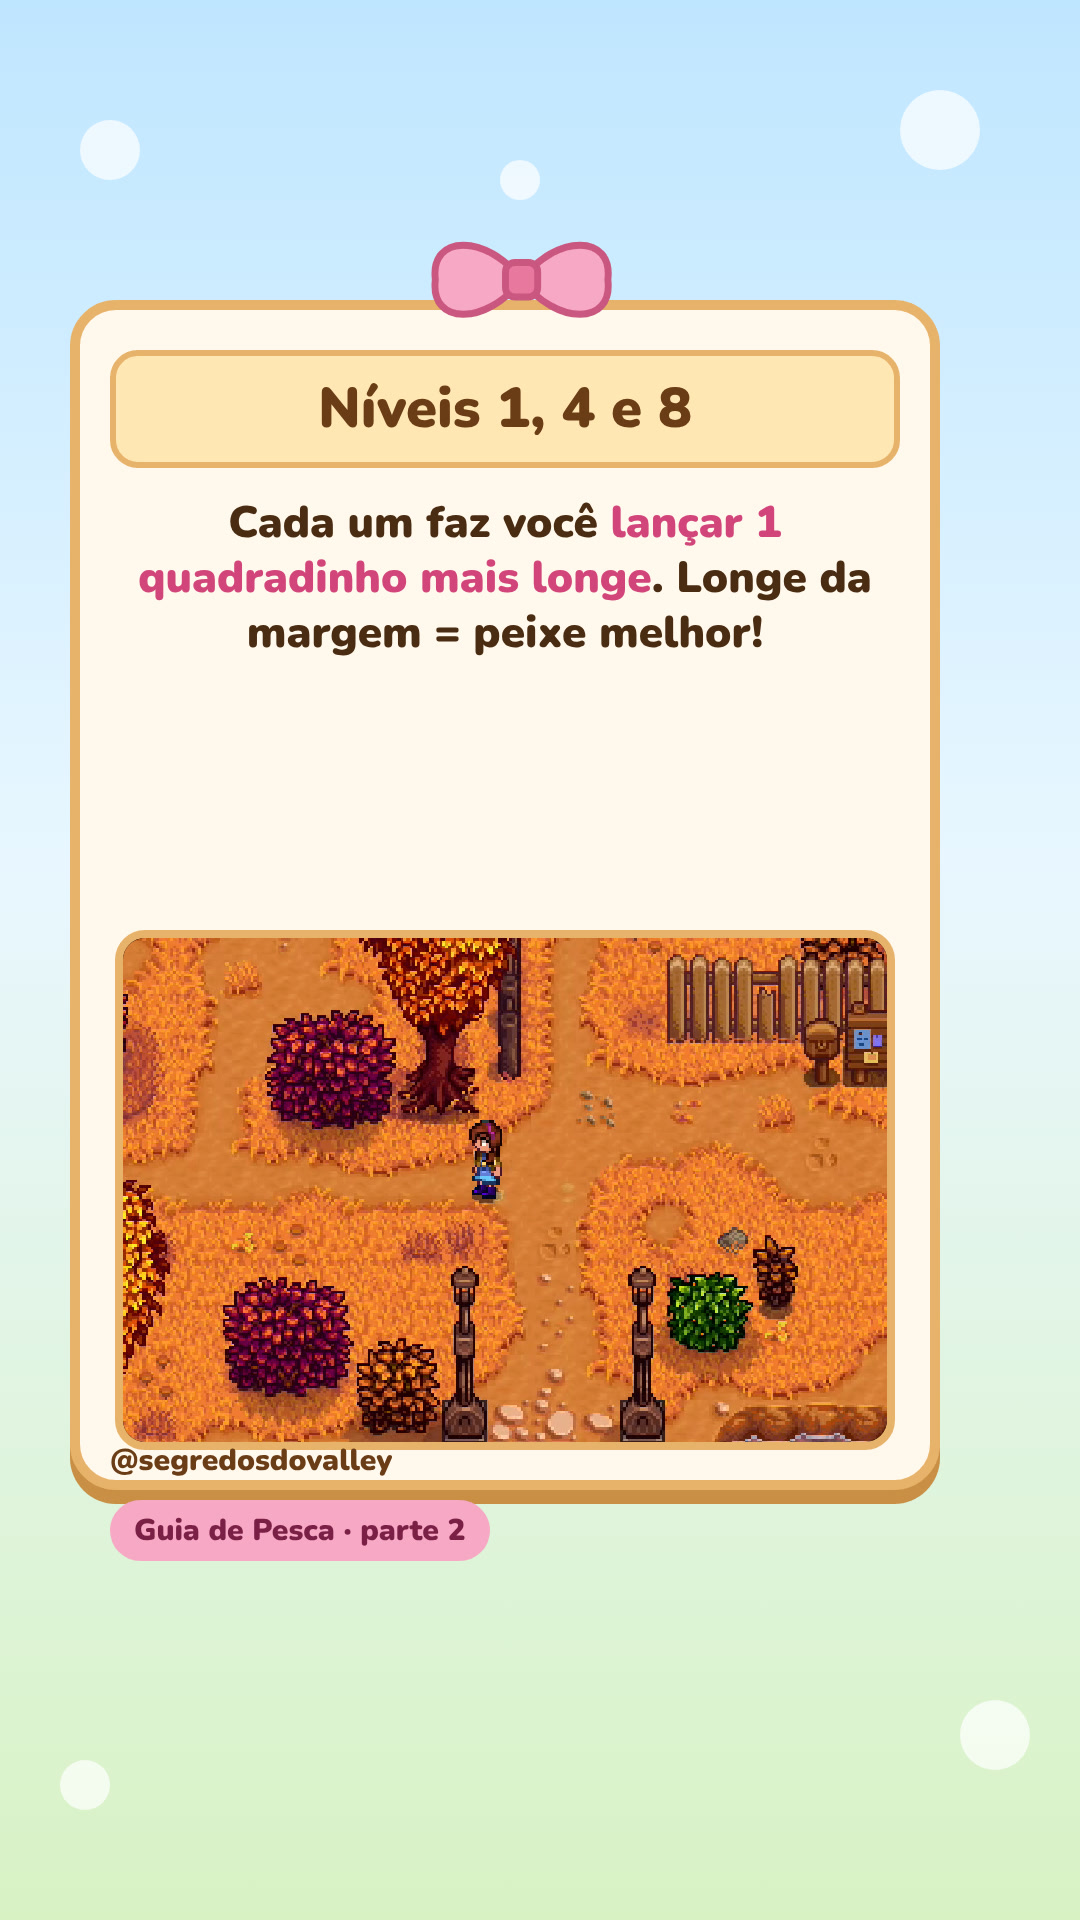 Níveis 1, 4 e 8
Cada um faz você lançar 1
quadradinho mais longe. Longe da
margem = peixe melhor!
@segredosdovalley
Guia de Pesca · parte 2